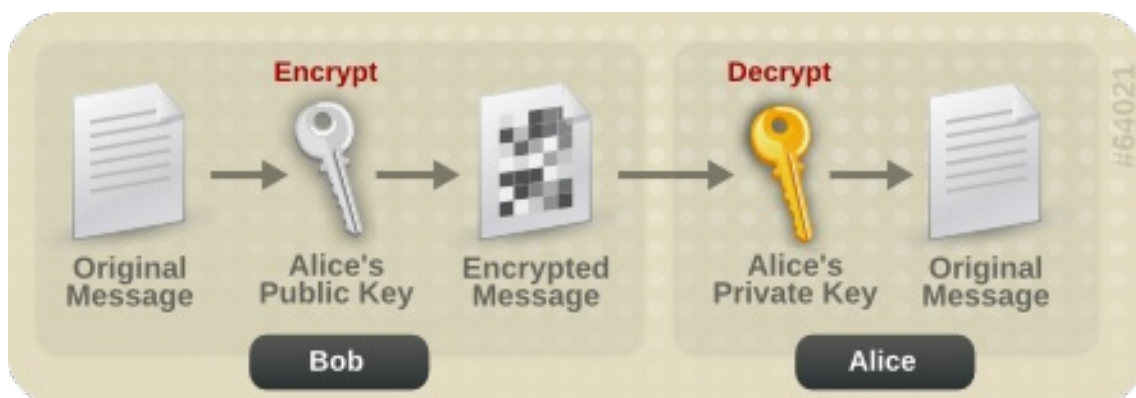 Encrypt
Decrypt
Original
Message
Alice's
Public Key
Encrypted
Message
Alice's
Private Key
Original
Message
Bob
Alice
#64021